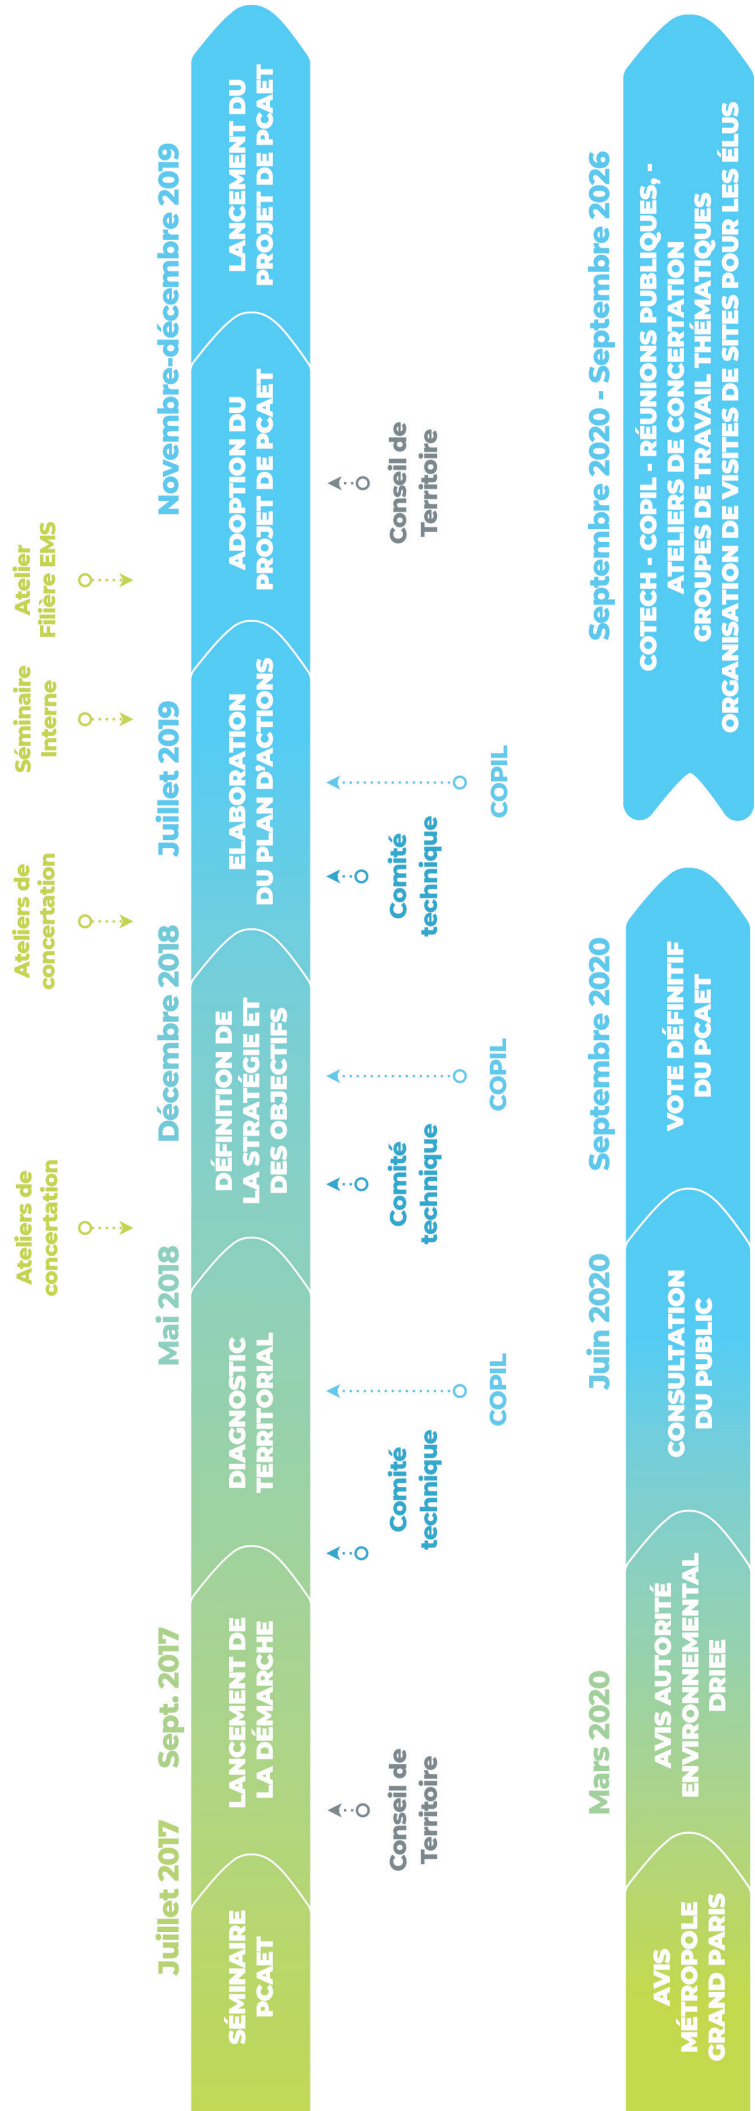 Ateliers de
concertation
Ateliers de
concertation
Séminaire
Interne
Atelier
Filière EMS
Juillet 2017
Sept. 2017
Mai 2018
Décembre 2018
Juillet 2019
Novembre-décembre 2019
SÉMINAIRE
PCAET
LANCEMENT DE
LA DÉMARCHE
DIAGNOSTIC
TERRITORIAL
DÉFINITION DE
LA STRATÉGIE ET
DES OBJECTIFS
ELABORATION
DU PLAN D'ACTIONS
ADOPTION DU
PROJET DE PCAET
LANCEMENT DU
PROJET DE PCAET
Conseil de
Territoire
Comité
technique
COPIL
Comité
technique
COPIL
Comité
technique
COPIL
Conseil de
Territoire
Mars 2020
Juin 2020
Septembre 2020
Septembre 2020 - Septembre 2026
AVIS
MÉTROPOLE
GRAND PARIS
AVIS AUTORITÉ
ENVIRONNEMENTAL
DRIEE
CONSULTATION
DU PUBLIC
VOTE DÉFINITIF
DU PCAET
COTECH - COPIL - RÉUNIONS PUBLIQUES, -
ATELIERS DE CONCERTATION
GROUPES DE TRAVAIL THÉMATIQUES
ORGANISATION DE VISITES DE SITES POUR LES ÉLUS